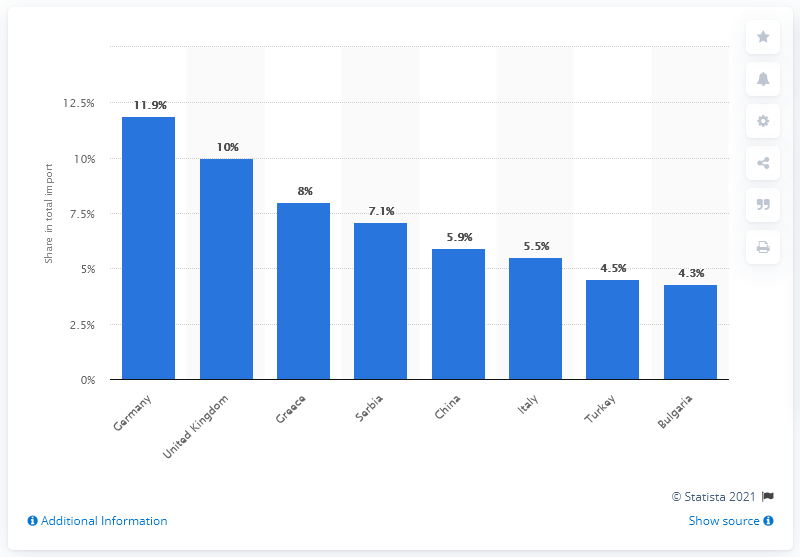 Share in total import
12.5%
10%
7.5%
5%
2.5%
0%
11.9%
10%
8%
7.1%
5.9%
5.5%
4.5%
4.3%
Germany
United Kingdom
Greece
Serbia
China
Italy
Turkey
Bulgaria
© Statista 2021
Additional Information
Show source